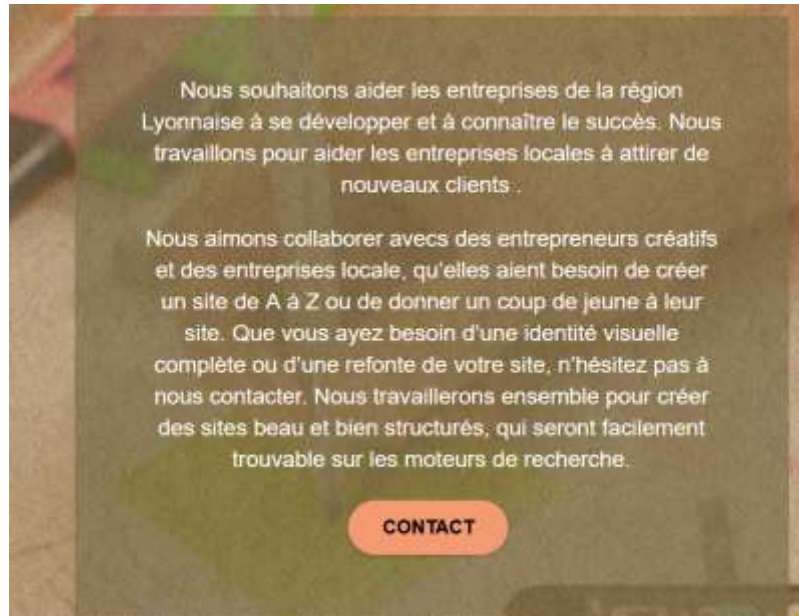 Nous souhaitons aider les entreprises de la région
Lyonnaise à se développer et à connaître le succès. Nous
travaillons pour aider les entreprises locales à attirer de
nouveaux clients .
Nous aimons collaborer avecs des entrepreneurs créatifs
et des entreprises locale, qu'elles aient besoin de créer
un site de A à Z ou de donner un coup de jeune à leur
site. Que vous ayez besoin d'une identité visuelle
complète ou d'une refonte de votre site, n'hésitez pas à
nous contacter. Nous travaillerons ensemble pour créer
des sites beau et bien structurés, qui seront facilement
trouvable sur les moteurs de recherche.
CONTACT